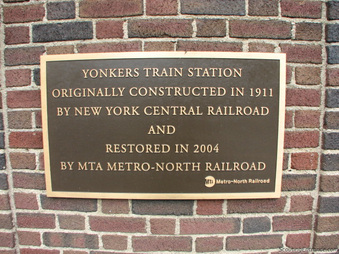 YONKERS TRAIN STATION
ORIGINALLY CONSTRUCTED IN 1911
BY NEW YORK CENTRAL RAILROAD
AND
RESTORED IN 2004
BY MTA METRO-NORTH RAILROAD
MTA Metro-North Railroad